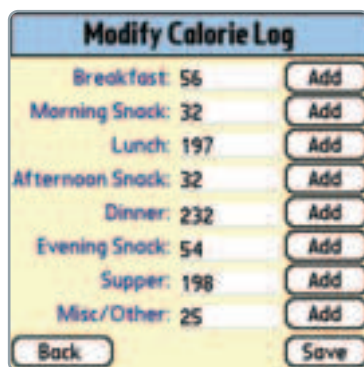 Modify Calorie Log
Breakfast: 56 Add
Morning Snack: 32 Add
Lunch: 197 Add
Afternoon Snack: 32 Add
Dinner: 232 Add
Evening Snack: 54 Add
Supper: 198 Add
Misc/Other: 25 Add
Back Save